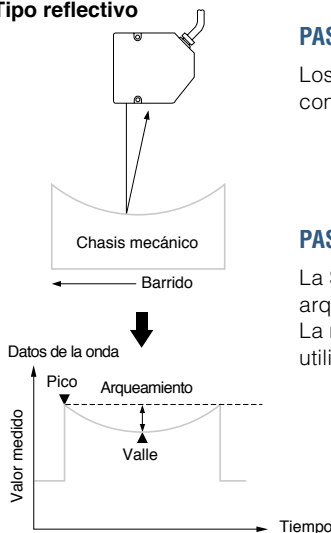 Tipo reflectivo
PAS
Los
con
Chasis mecánico
Barrido
PAS
La
arq
La
utili
Datos de la onda
Pico
Arqueamiento
Valle
Valor medido
Tiempo